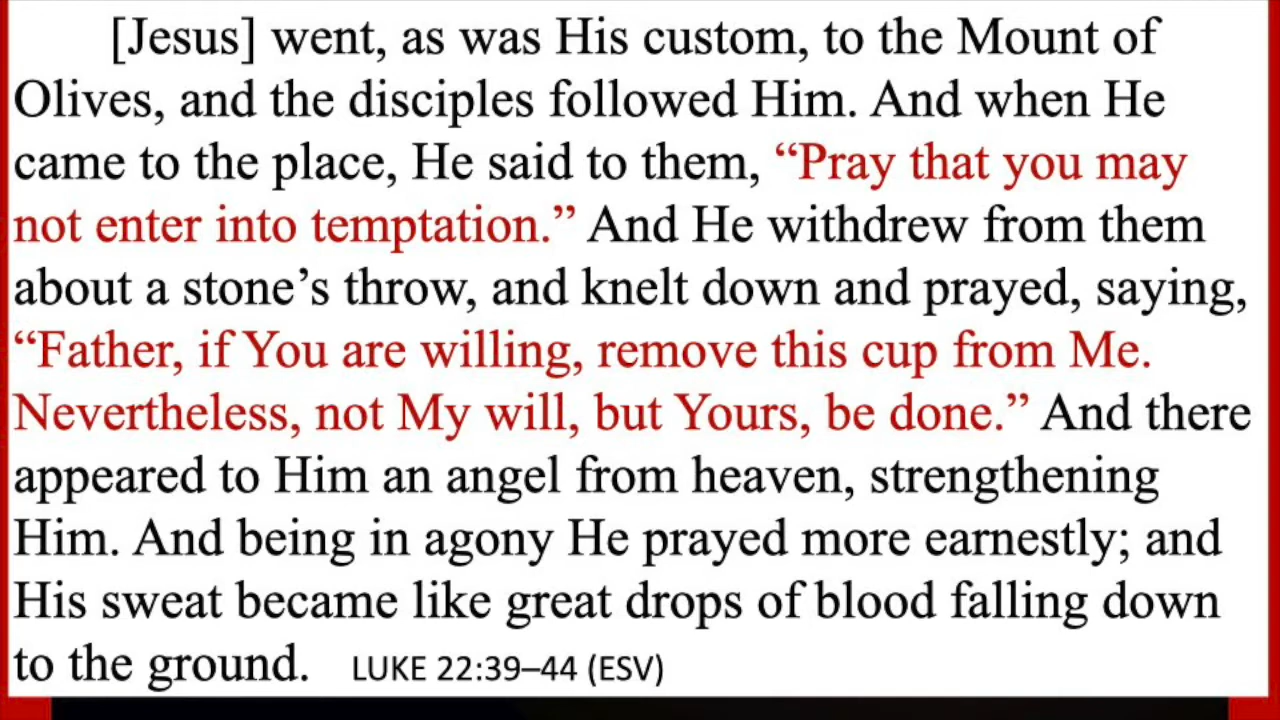 [Jesus] went, as was His custom, to the Mount of
Olives, and the disciples followed Him. And when He
came to the place, He said to them, “Pray that you may
not enter into temptation.” And He withdrew from them
about a stone’s throw, and knelt down and prayed, saying,
“Father, if You are willing, remove this cup from Me.
Nevertheless, not My will, but Yours, be done.” And there
appeared to Him an angel from heaven, strengthening
Him. And being in agony He prayed more earnestly; and
His sweat became like great drops of blood falling down
to the ground. LUKE 22:39–44 (ESV)